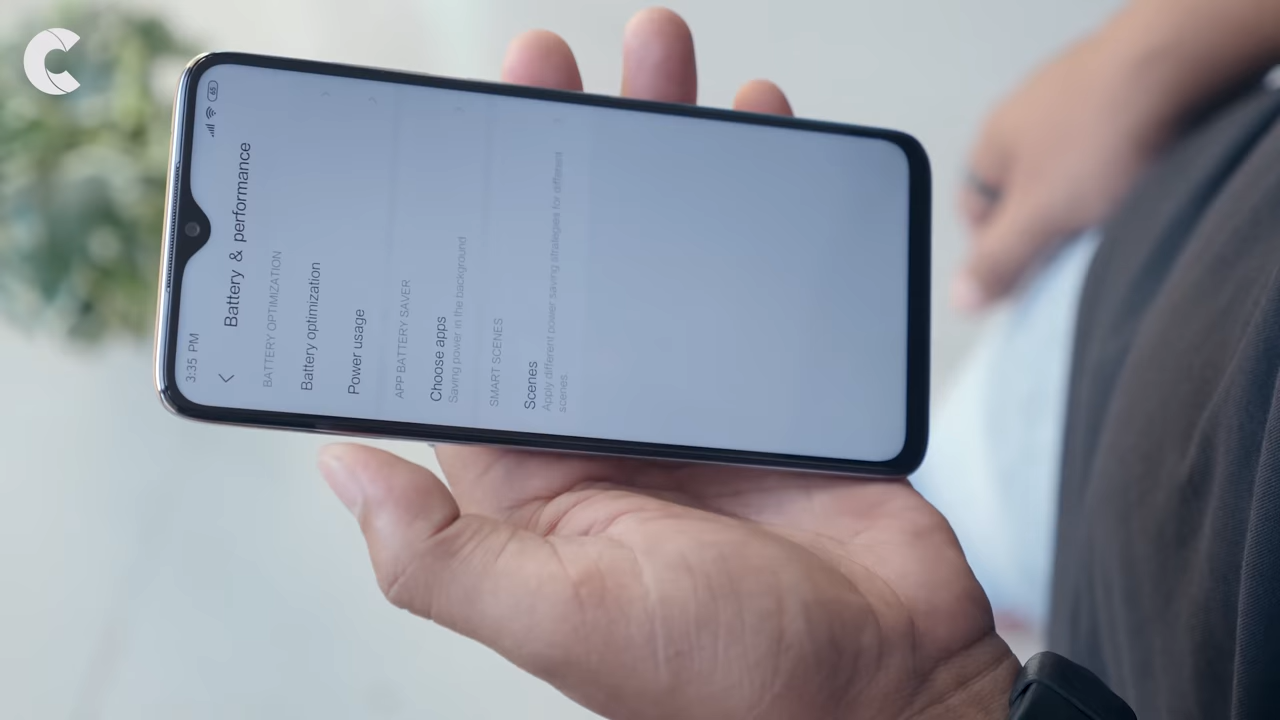 3:35 PM
65
Battery & performance
BATTERY OPTIMIZATION
Battery optimization
Power usage
APP BATTERY SAVER
Choose apps
Saving power in the background
SMART SCENES
Scenes
Apply different power saving strategies for different
scenes.